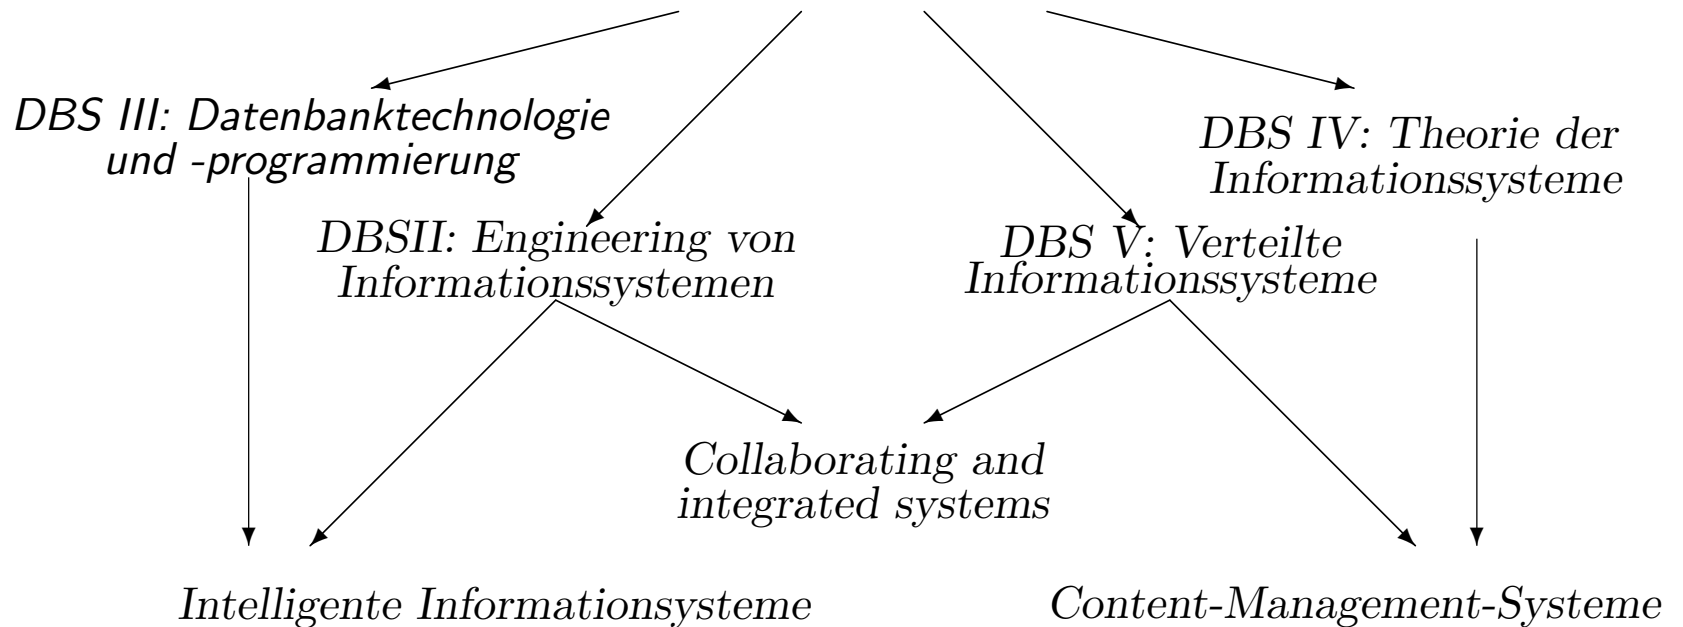 DBS III: Datenbanktechnologie
und -programmierung
DBS IV: Theorie der
Informationssysteme
DBSII: Engineering von
Informationssystemen
DBS V: Verteilte
Informationssysteme
Collaborating and
integrated systems
Intelligente Informationsysteme
Content-Management-Systeme